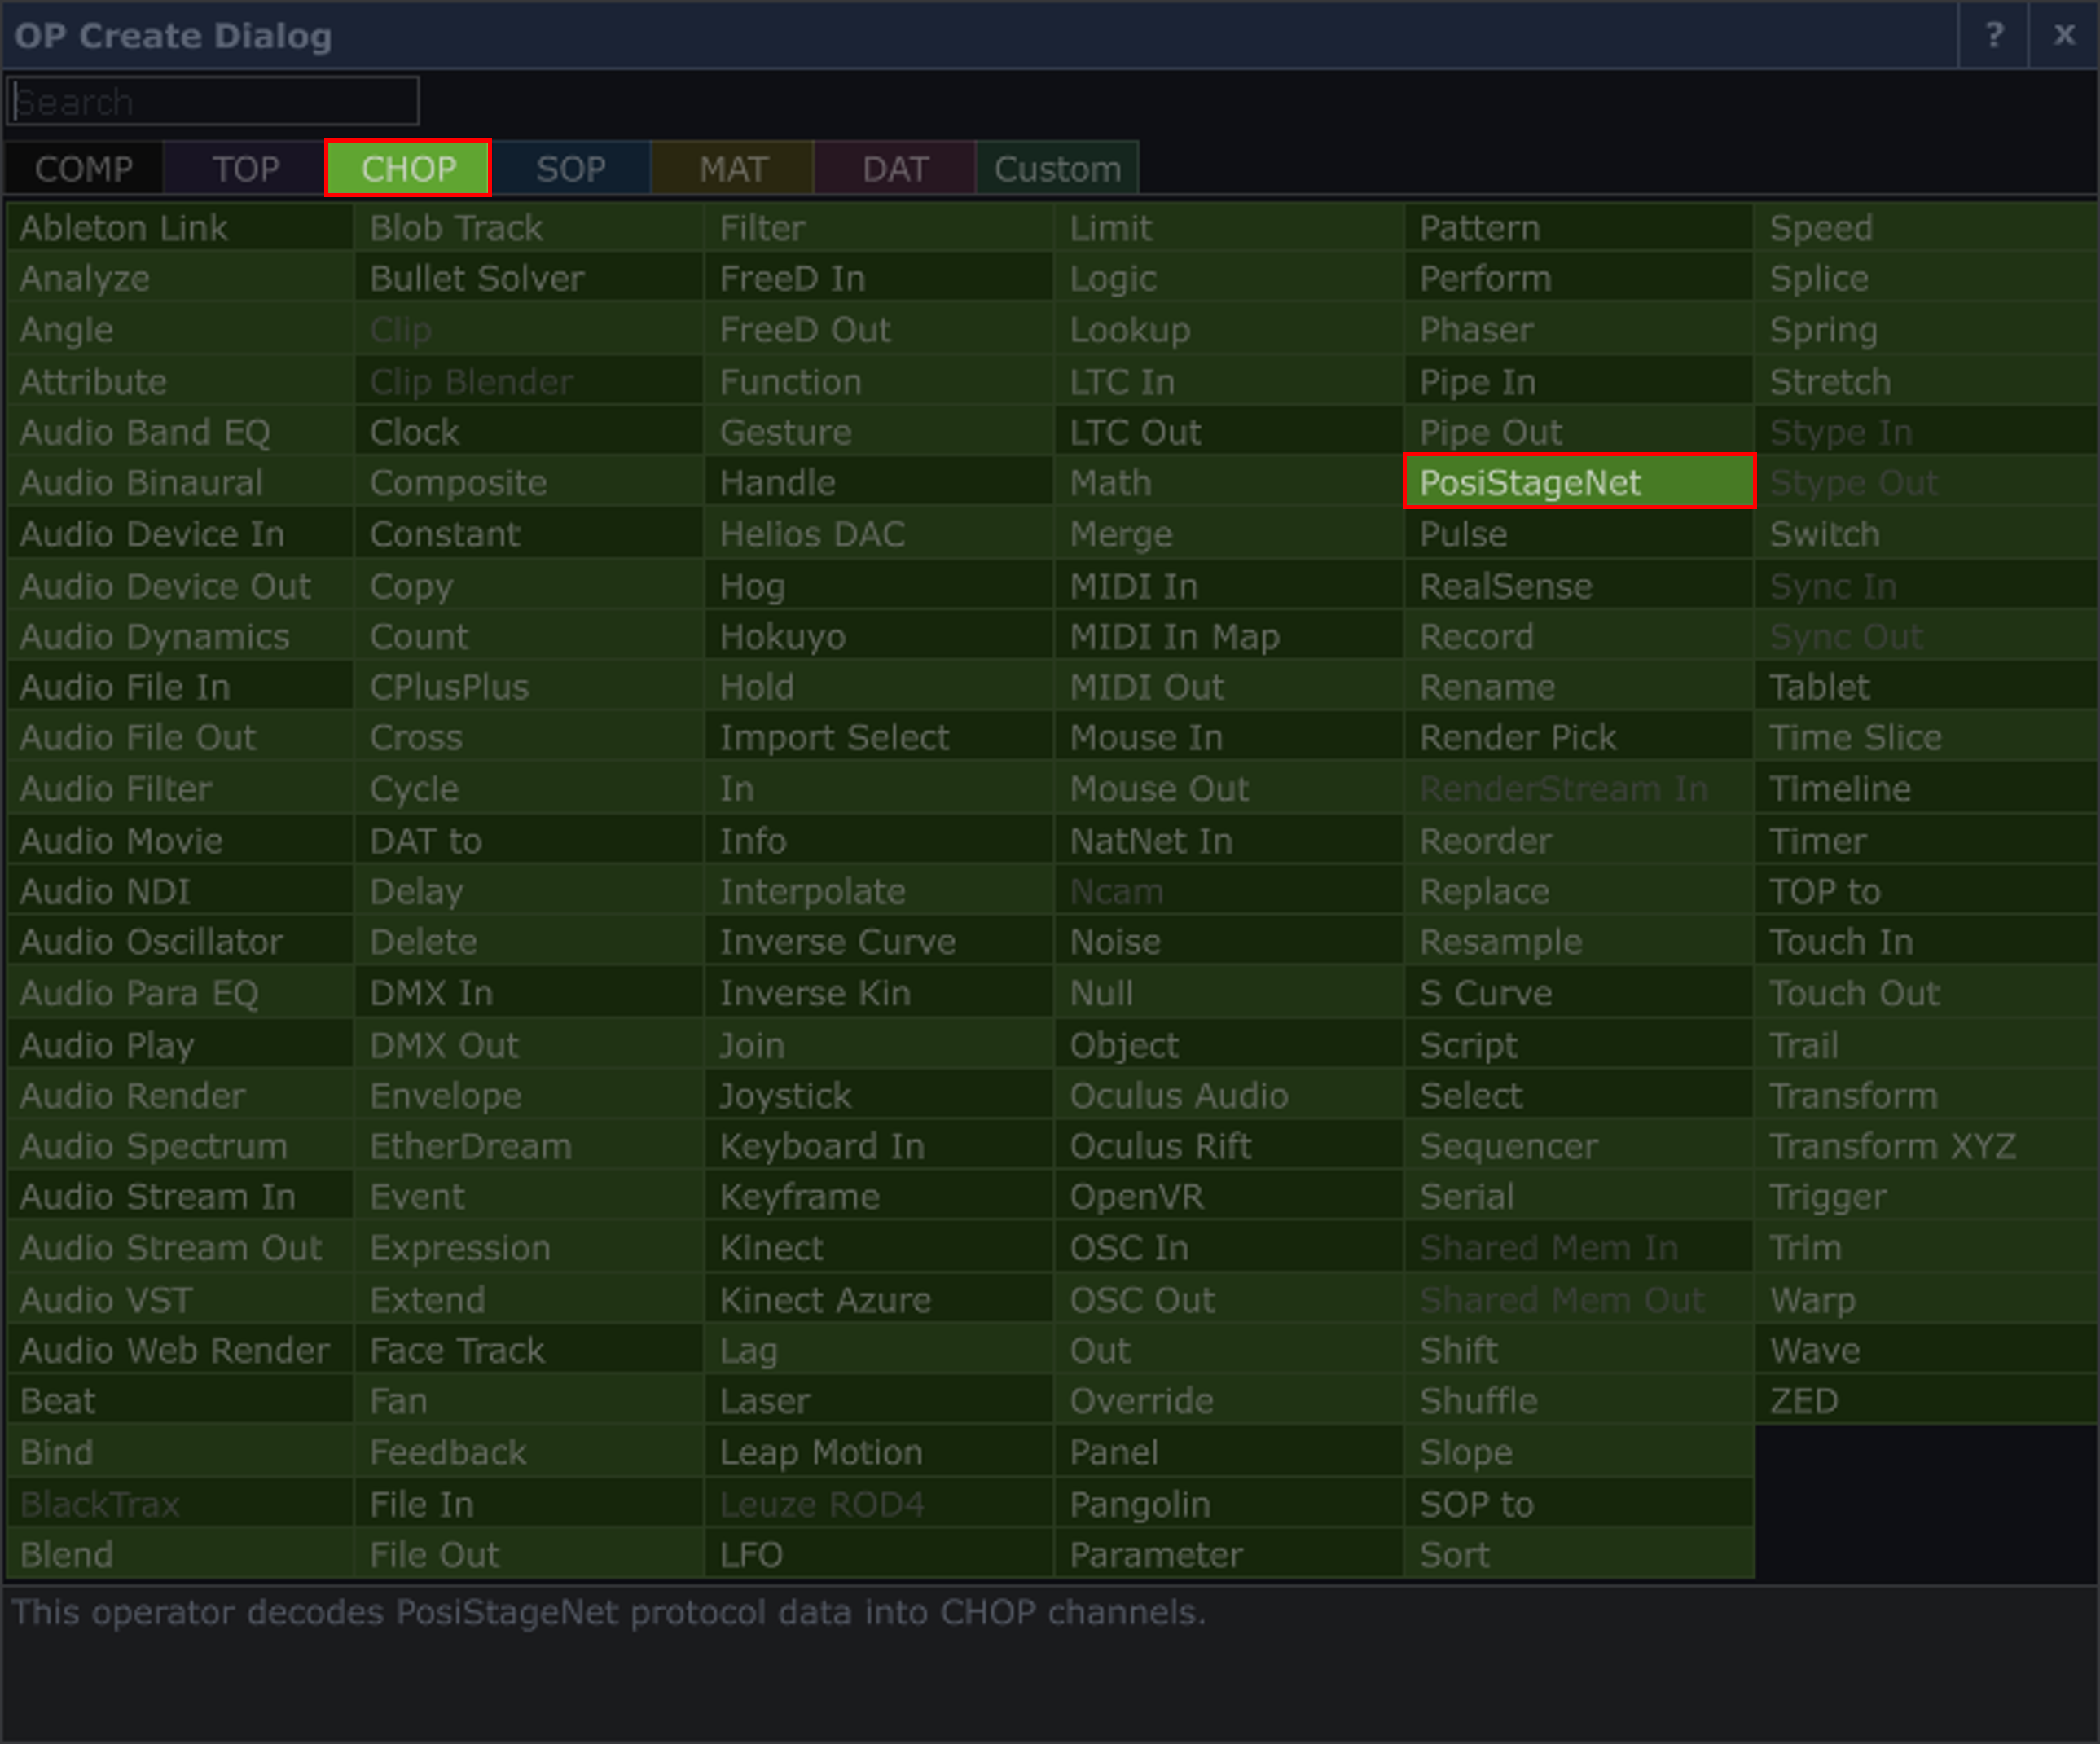 OP Create Dialog ? x
Search
COMP TOP CHOP SOP MAT DAT Custom
Ableton Link Blob Track Filter Limit Pattern Speed
Analyze Bullet Solver FreeD In Logic Perform Splice
Angle Clip FreeD Out Lookup Phaser Spring
Attribute Clip Blender Function LTC In Pipe In Stretch
Audio Band EQ Clock Gesture LTC Out Pipe Out Stype In
Audio Binaural Composite Handle Math PosiStageNet Stype Out
Audio Device In Constant Helios DAC Merge Pulse Switch
Audio Device Out Copy Hog MIDI In RealSense Sync In
Audio Dynamics Count Hokuyo MIDI In Map Record Sync Out
Audio File In CPlusPlus Hold MIDI Out Rename Tablet
Audio File Out Cross Import Select Mouse In Render Pick Time Slice
Audio Filter Cycle In Mouse Out RenderStream In Timeline
Audio Movie DAT to Info NatNet In Reorder Timer
Audio NDI Delay Interpolate Ncam Replace TOP to
Audio Oscillator Delete Inverse Curve Noise Resample Touch In
Audio Para EQ DMX In Inverse Kin Null S Curve Touch Out
Audio Play DMX Out Join Object Script Trail
Audio Render Envelope Joystick Oculus Audio Select Transform
Audio Spectrum EtherDream Keyboard In Oculus Rift Sequencer Transform XYZ
Audio Stream In Event Keyframe OpenVR Serial Trigger
Audio Stream Out Expression Kinect OSC In Shared Mem In Trim
Audio VST Extend Kinect Azure OSC Out Shared Mem Out Warp
Audio Web Render Face Track Lag Out Shift Wave
Beat Fan Laser Override Shuffle ZED
Bind Feedback Leap Motion Panel Slope
BlackTrax File In Leuze ROD4 Pangolin SOP to
Blend File Out LFO Parameter Sort
This operator decodes PosiStageNet protocol data into CHOP channels.